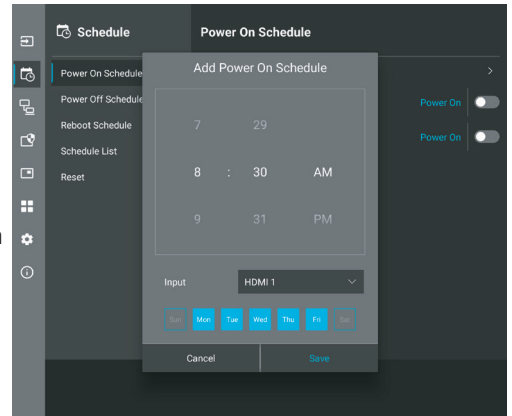 Schedule
Power On Schedule
Add Power On Schedule
Power On Schedule
Power Off Schedule
Power On
Reboot Schedule
Power On
Schedule List
Reset
7 29
8 : 30 AM
9 31 PM
Input HDMI 1
Sun Mon Tue Wed Thu Fri Sat
Cancel Save